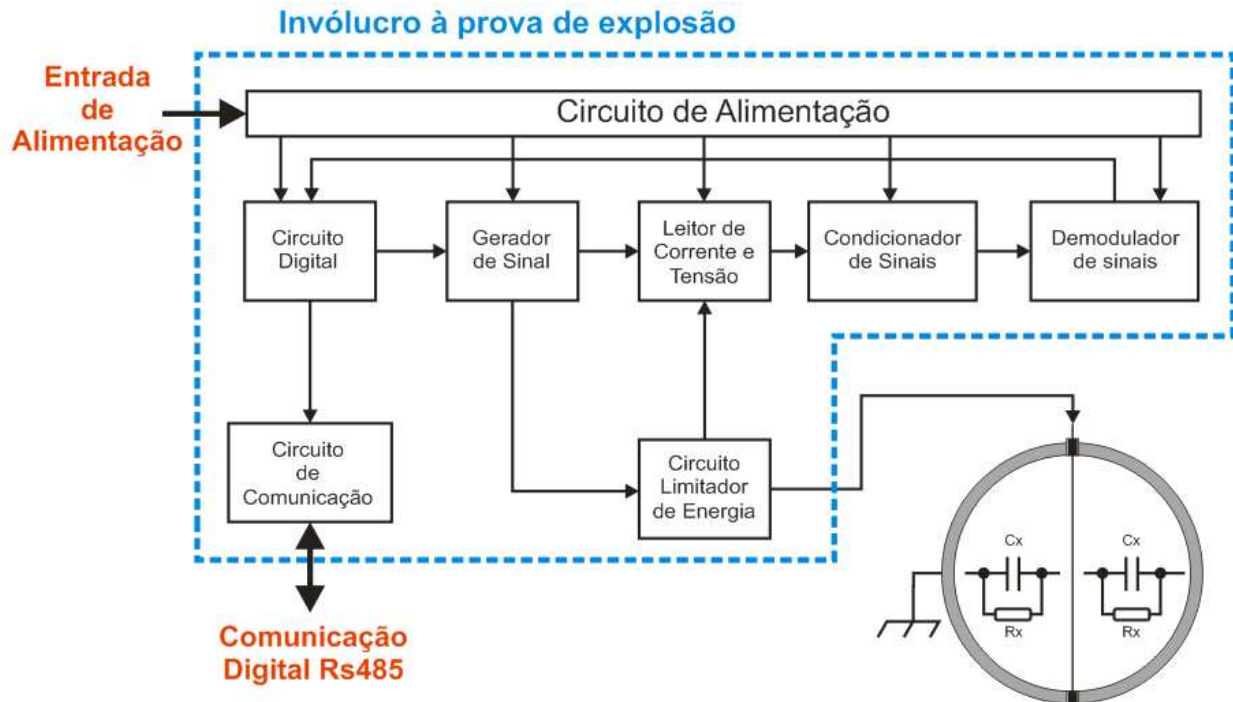 Invólucro à prova de explosão
Entrada
de
Alimentação
Circuito de Alimentação
Circuito
Digital
Gerador
de Sinal
Leitor de
Corrente e
Tensão
Condicionador
de Sinais
Demodulador
de sinais
Circuito
de
Comunicação
Circuito
Limitador
de Energia
Cx
Cx
Rx
Rx
Comunicação
Digital Rs485